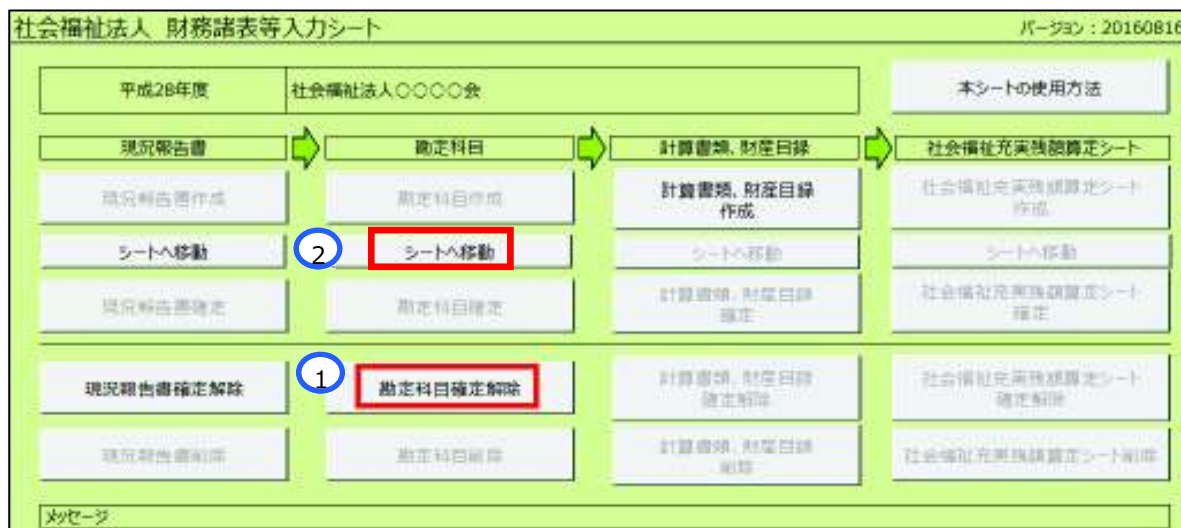 社会福祉法人 財務諸表等入力シート
バージョン：20160816
平成28年度
社会福祉法人〇〇〇〇会
本シートの使用方法
現況報告書
勘定科目
計算書類、財産目録
社会福祉充実残額算定シート
現況報告書作成
勘定科目作成
計算書類、財産目録
作成
社会福祉充実残額算定シート
作成
シートへ移動
2
シートへ移動
シートへ移動
シートへ移動
現況報告書確定
勘定科目確定
計算書類、財産目録
確定
社会福祉充実残額算定シート
確定
現況報告書確定解除
1
勘定科目確定解除
計算書類、財産目録
確定解除
社会福祉充実残額算定シート
確定解除
現況報告書削除
勘定科目削除
計算書類、財産目録
削除
社会福祉充実残額算定シート削除
メッセージ